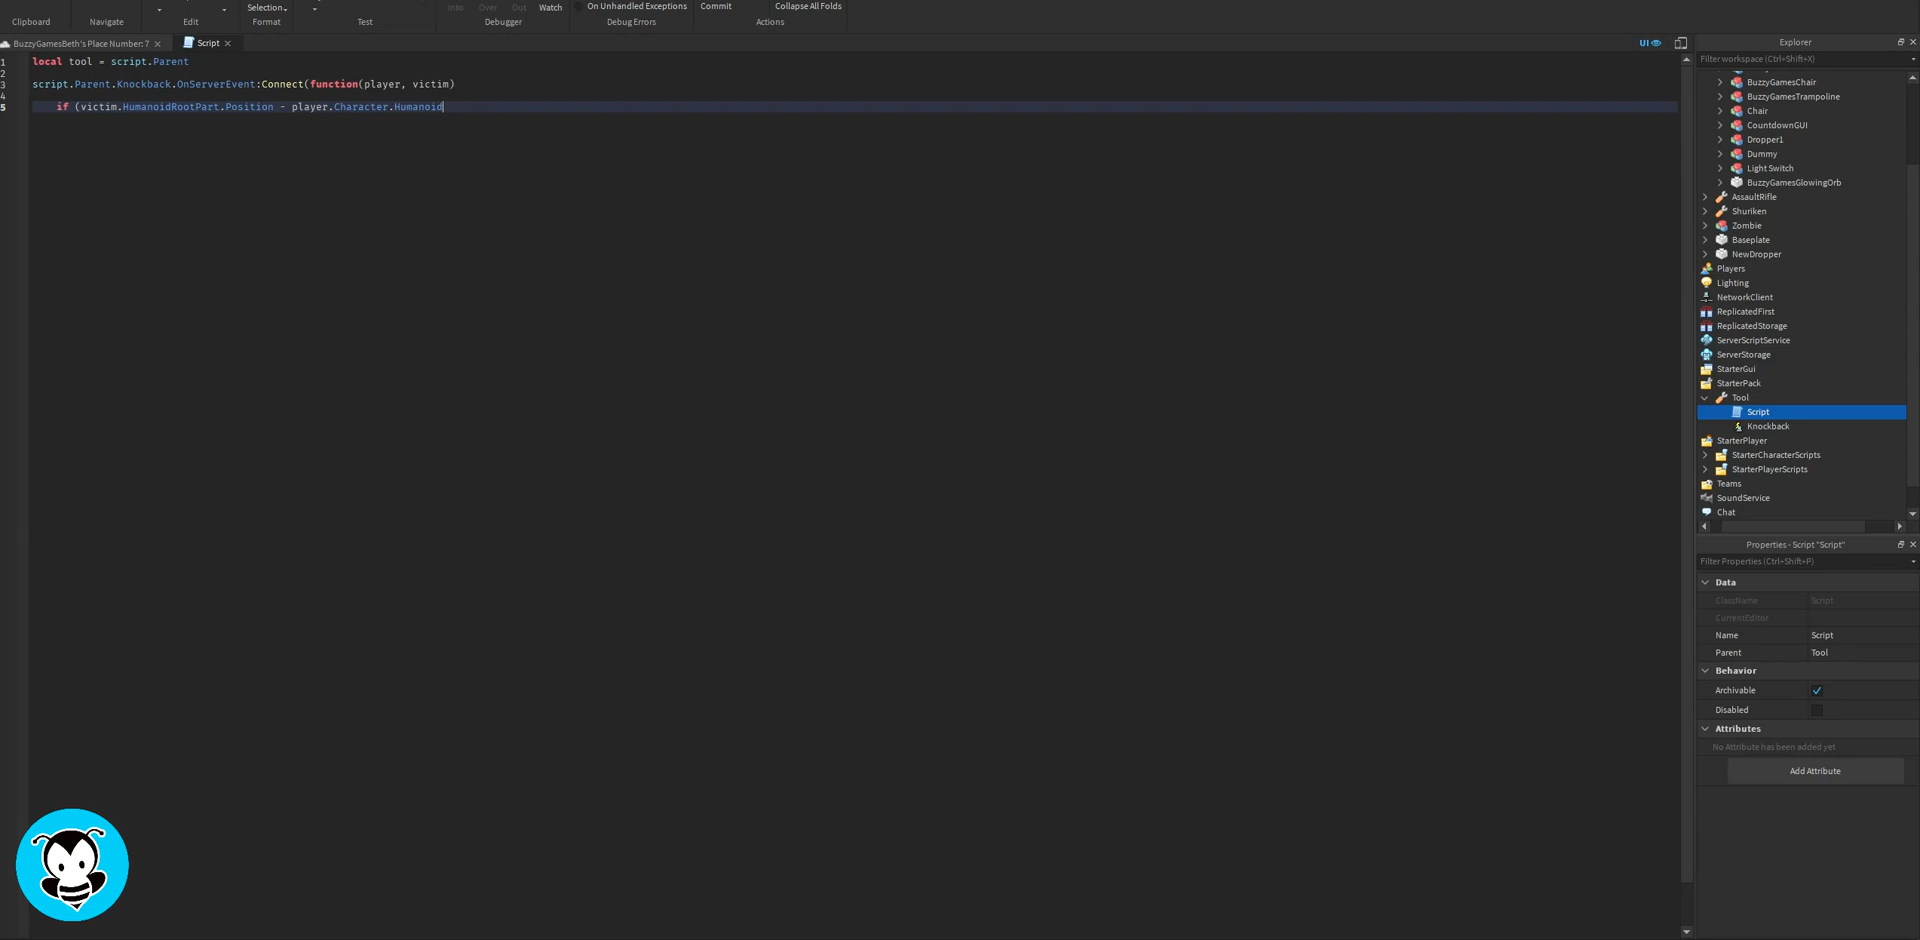 Selection
Into Over Out Watch
On Unhandled Exceptions
Commit
Collapse All Folds
Clipboard
Navigate
Edit
Format
Test
Debugger
Debug Errors
Actions
BuzzyGamesBeth's Place Number: 7
Script
UI
1 local tool = script.Parent
2
3 script.Parent.Knockback.OnServerEvent:Connect(function(player, victim)
4
5 if (victim.HumanoidRootPart.Position - player.Character.Humanoid
Explorer
Filter workspace (Ctrl+Shift+X)
BuzzyGamesChair
BuzzyGamesTrampoline
Chair
CountdownGUI
Dropper1
Dummy
Light Switch
BuzzyGamesGlowingOrb
AssaultRifle
Shuriken
Zombie
Baseplate
NewDropper
Players
Lighting
NetworkClient
ReplicatedFirst
ReplicatedStorage
ServerScriptService
ServerStorage
StarterGui
StarterPack
Tool
Script
Knockback
StarterPlayer
StarterCharacterScripts
StarterPlayerScripts
Teams
SoundService
Chat
Properties - Script "Script"
Filter Properties (Ctrl+Shift+P)
Data
ClassName Script
CurrentEditor
Name Script
Parent Tool
Behavior
Archivable
Disabled
Attributes
No Attribute has been added yet
Add Attribute